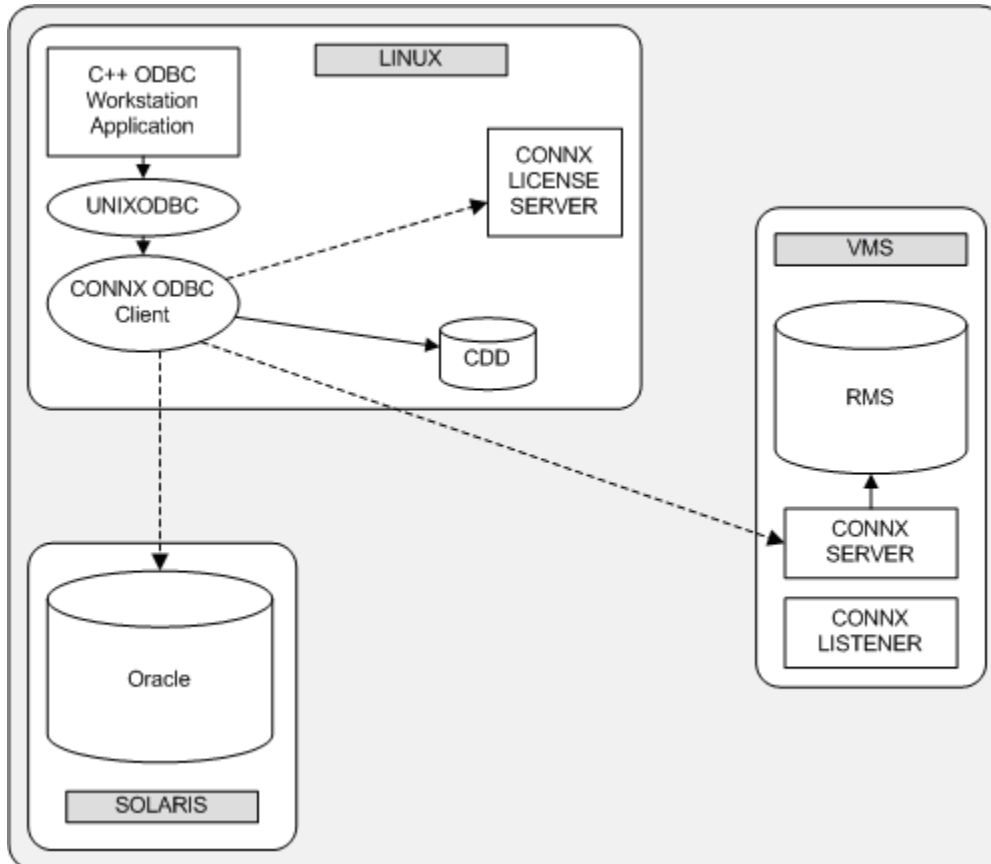 LINUX
C++ ODBC
Workstation
Application
UNIXODBC
CONNX ODBC
Client
CONNX
LICENSE
SERVER
CDD
VMS
RMS
CONNX
SERVER
CONNX
LISTENER
Oracle
SOLARIS